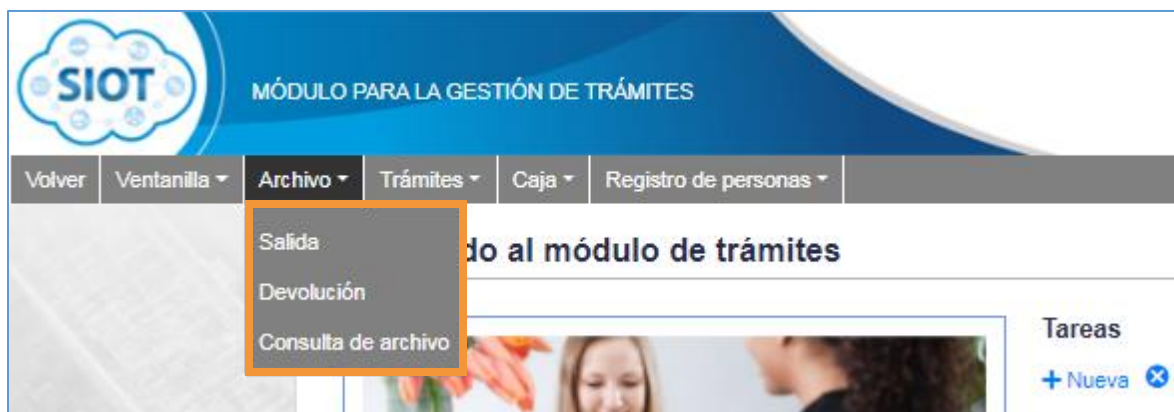 SIOT
MÓDULO PARA LA GESTIÓN DE TRÁMITES
Volver Ventanilla Archivo Trámites Caja Registro de personas
Salida
do al módulo de trámites
Devolución
Consulta de archivo
Tareas
+ Nueva